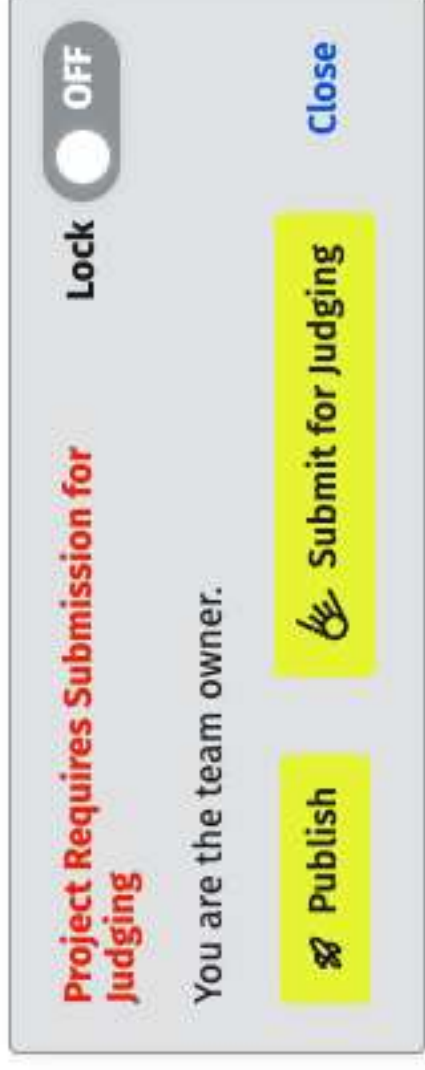 Project Requires Submission for
Judging
Lock OFF
You are the team owner.
Publish
Submit for Judging
Close